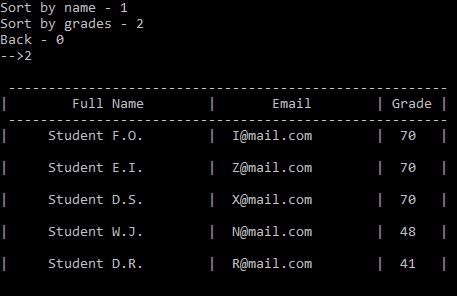 Sort by name - 1
Sort by grades - 2
Back - 0
-->2
-------------------------------------------------------
|        Full Name        |       Email        | Grade |
-------------------------------------------------------
|     Student F.O.        |  I@mail.com        |  70   |
|     Student E.I.        |  Z@mail.com        |  70   |
|     Student D.S.        |  X@mail.com        |  70   |
|     Student W.J.        |  N@mail.com        |  48   |
|     Student D.R.        |  R@mail.com        |  41   |